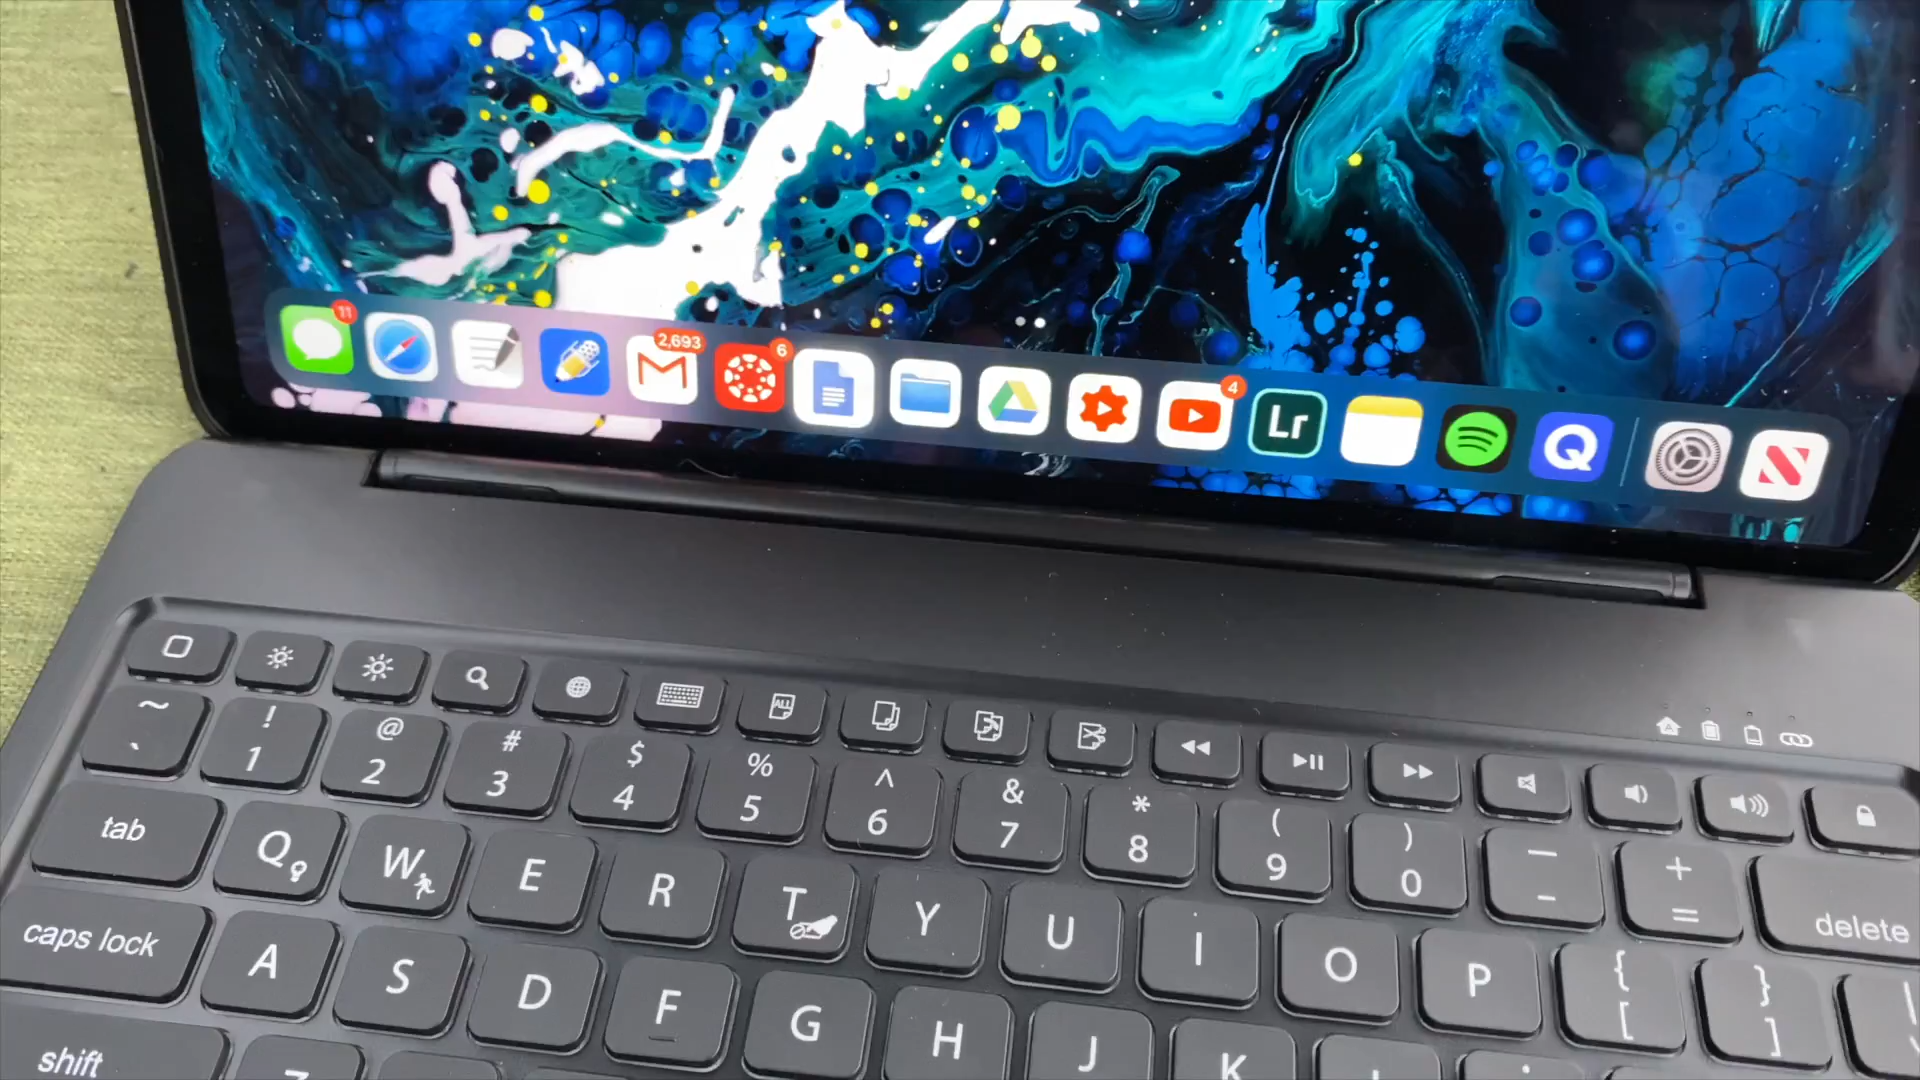 11
2,693
6
4
Lr
ALL
~ ` ! 1 @ 2 # 3 $ 4 % 5 ^ 6 & 7 * 8 ( 9 ) 0 — - + =
tab Q W E R T Y U I O P { [ } ] delete
caps lock A S D F G H J K
shift Z